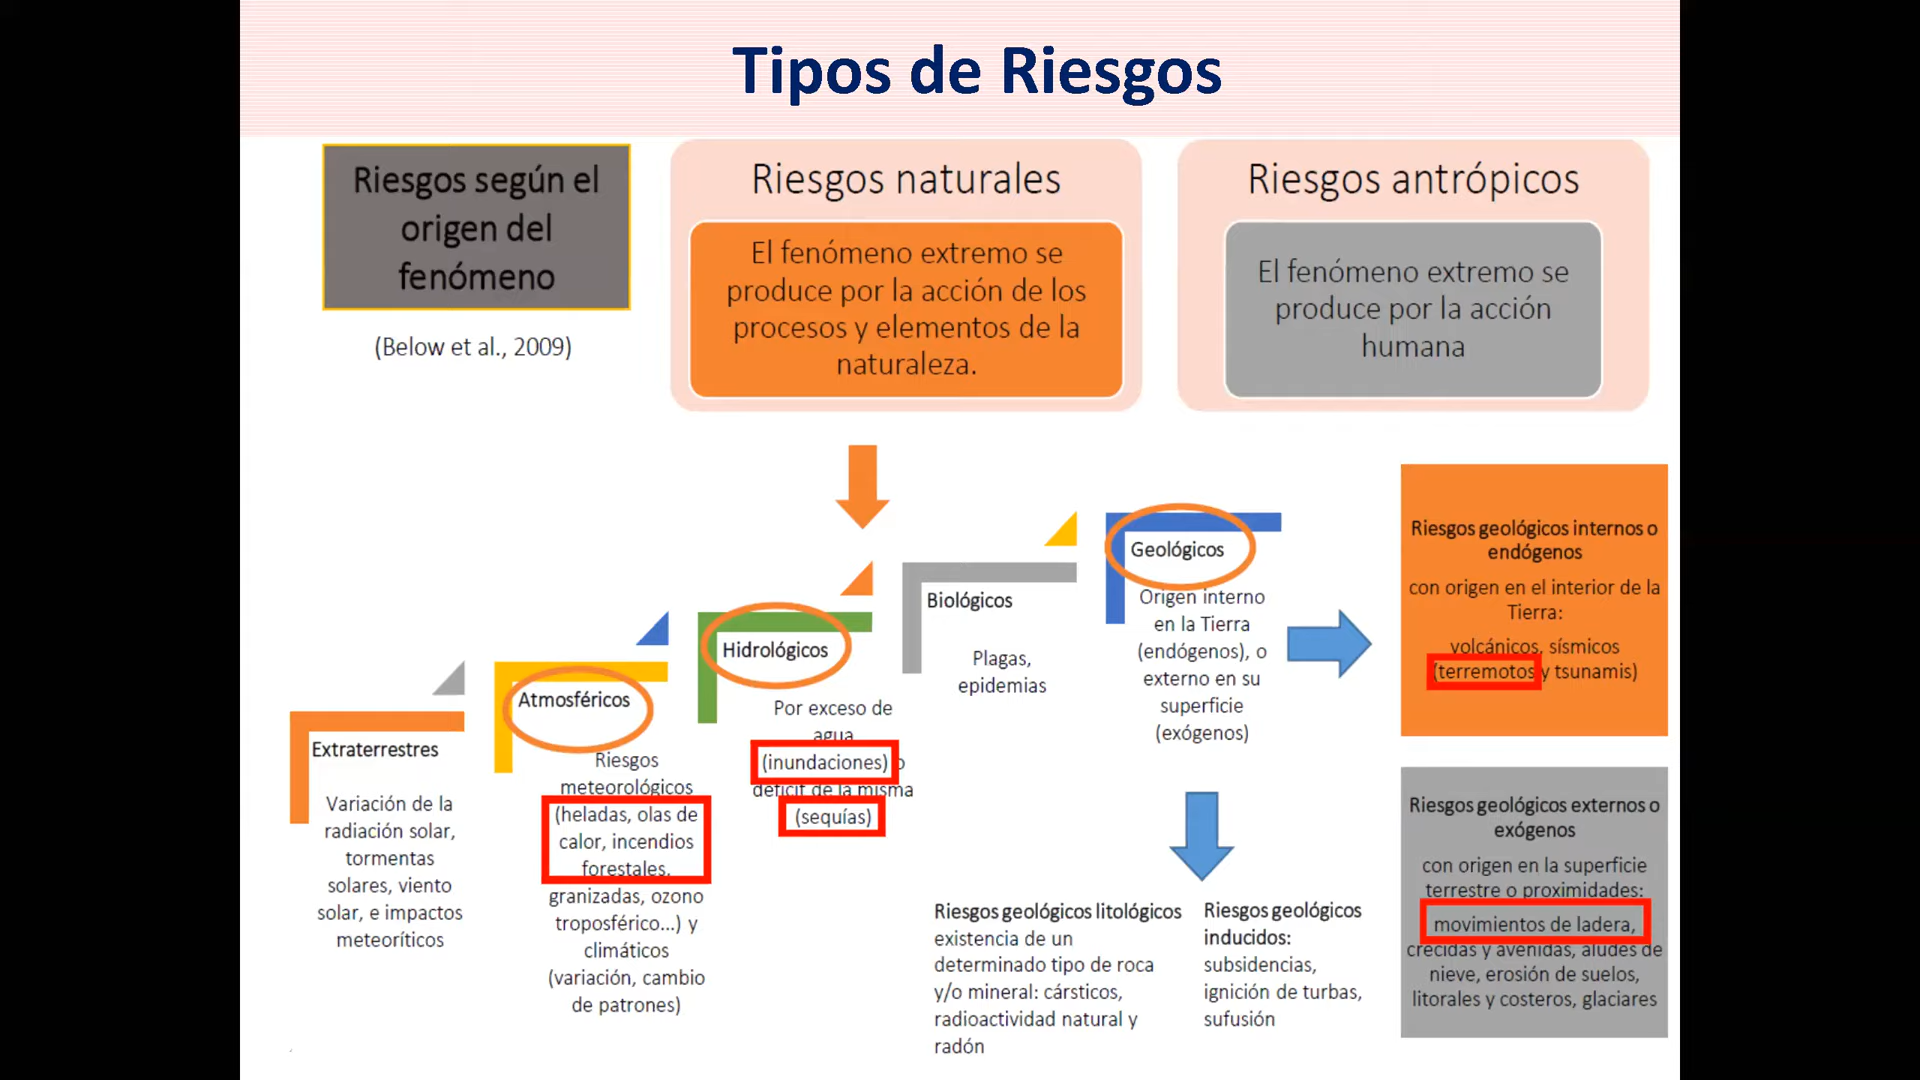 Tipos de Riesgos
Riesgos según el
origen del
fenómeno
(Below et al., 2009)
Riesgos naturales
El fenómeno extremo se
produce por la acción de los
procesos y elementos de la
naturaleza.
Riesgos antrópicos
El fenómeno extremo se
produce por la acción
humana
Extraterrestres
Variación de la
radiación solar,
tormentas
solares, viento
solar, e impactos
meteoríticos
Atmosféricos
Riesgos
meteorológicos
(heladas, olas de
calor, incendios
forestales,
granizadas, ozono
troposférico...) y
climáticos
(variación, cambio
de patrones)
Hidrológicos
Por exceso de
agua
(inundaciones) o
déficit de la misma
(sequías)
Biológicos
Plagas,
epidemias
Geológicos
Origen interno
en la Tierra
(endógenos), o
externo en su
superficie
(exógenos)
Riesgos geológicos litológicos
existencia de un
determinado tipo de roca
y/o mineral: cársticos,
radioactividad natural y
radón
Riesgos geológicos
inducidos:
subsidencias,
ignición de turbas,
sufusión
Riesgos geológicos internos o
endógenos
con origen en el interior de la
Tierra:
volcánicos, sísmicos
(terremotos y tsunamis)
Riesgos geológicos externos o
exógenos
con origen en la superficie
terrestre o proximidades:
movimientos de ladera,
crecidas y avenidas, aludes de
nieve, erosión de suelos,
litorales y costeros, glaciares